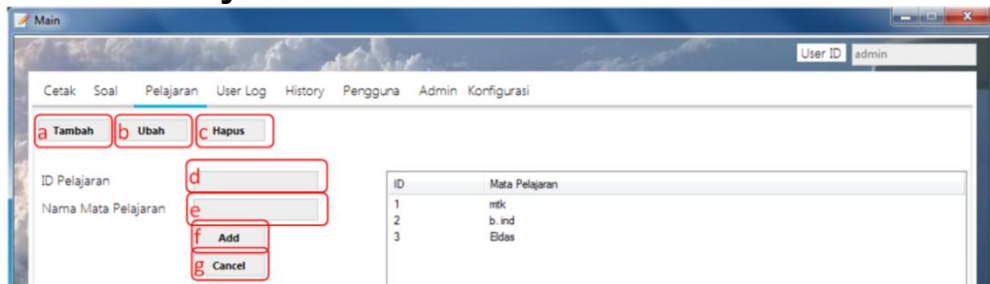 Main
User ID admin
Cetak Soal Pelajaran User Log History Pengguna Admin Konfigurasi
a Tambah b Ubah c Hapus
ID Pelajaran d
Nama Mata Pelajaran e
f Add
g Cancel
ID Mata Pelajaran
1 mtk
2 b. ind
3 Eldas